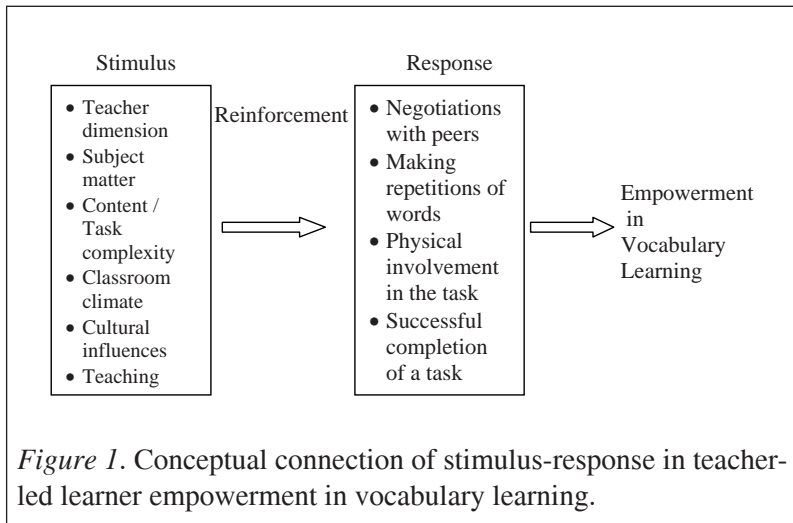 Stimulus
• Teacher
dimension
• Subject
matter
• Content /
Task
complexity
• Classroom
climate
• Cultural
influences
• Teaching
Reinforcement
Response
• Negotiations
with peers
• Making
repetitions of
words
• Physical
involvement
in the task
• Successful
completion
of a task
Empowerment
in
Vocabulary
Learning
Figure 1. Conceptual connection of stimulus-response in teacher-
led learner empowerment in vocabulary learning.